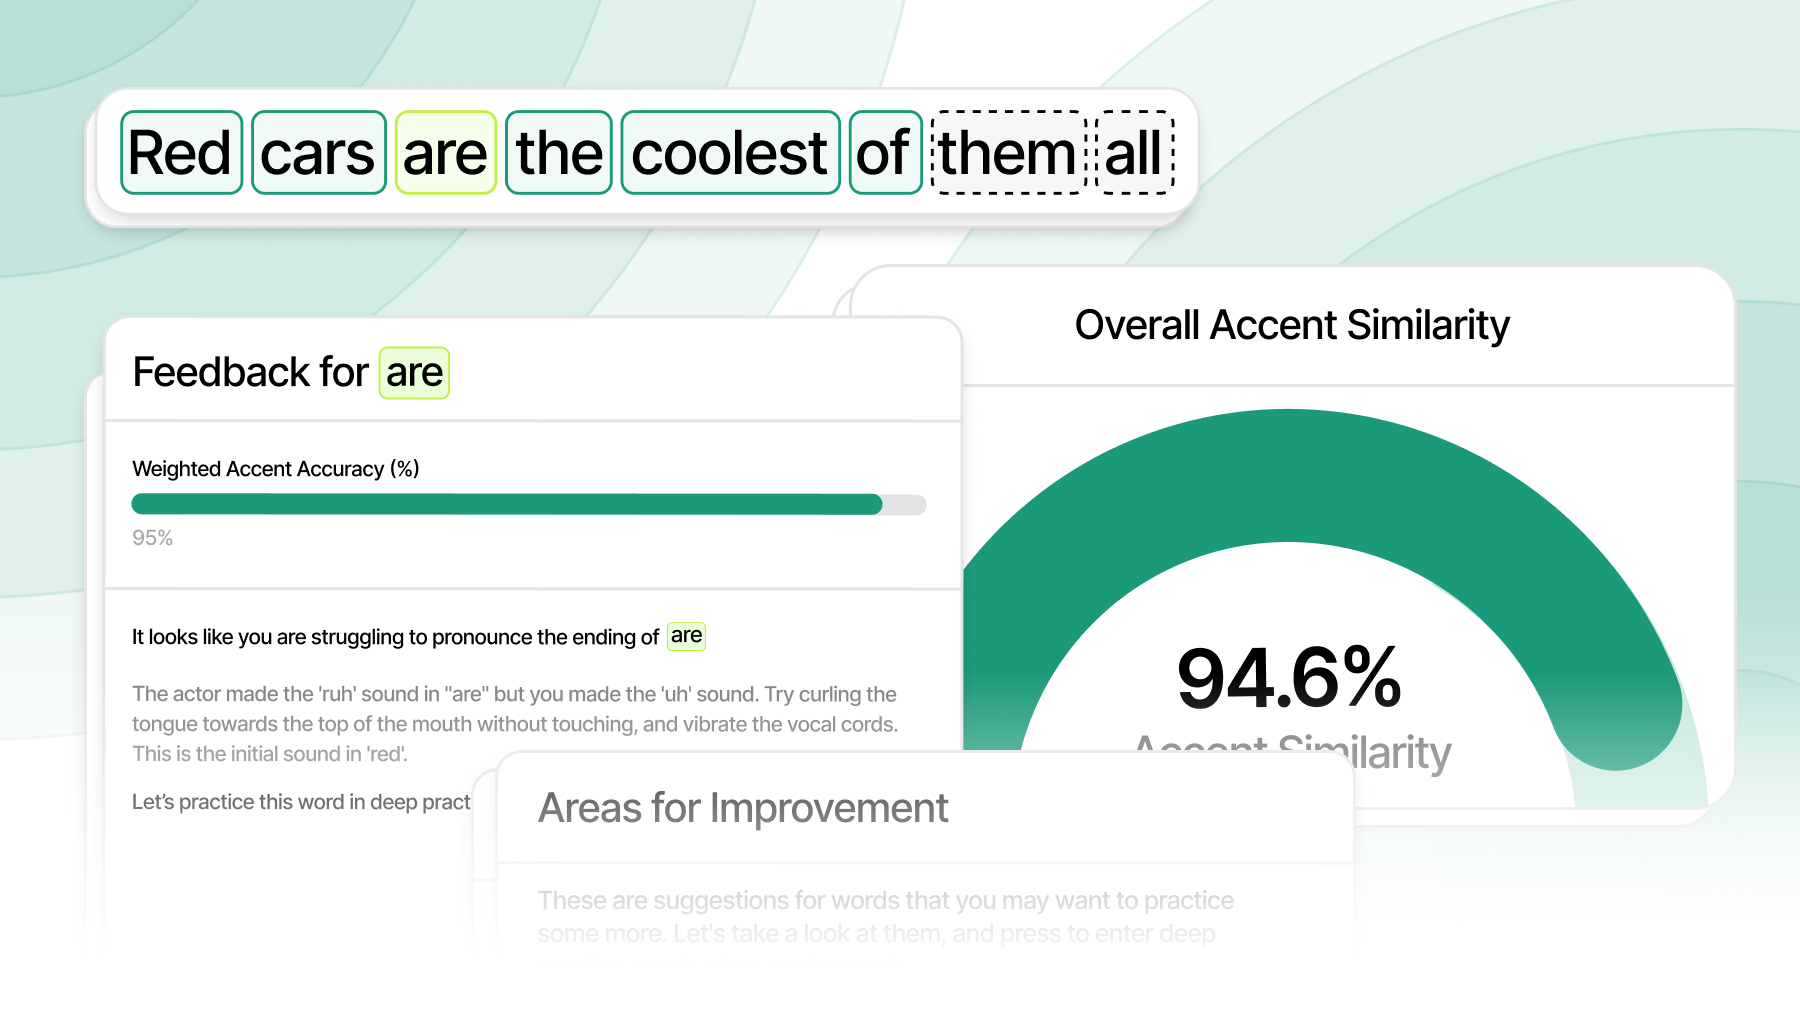 Red cars are the coolest of them all
Overall Accent Similarity
Feedback for are
Weighted Accent Accuracy (%)
95%
It looks like you are struggling to pronounce the ending of are
The actor made the 'ruh' sound in "are" but you made the 'uh' sound. Try curling the
tongue towards the top of the mouth without touching, and vibrate the vocal cords.
This is the initial sound in 'red'.
Let’s practice this word in deep pract
94.6%
Accent Similarity
Areas for Improvement
These are suggestions for words that you may want to practice
some more. Let's take a look at them, and press to enter deep